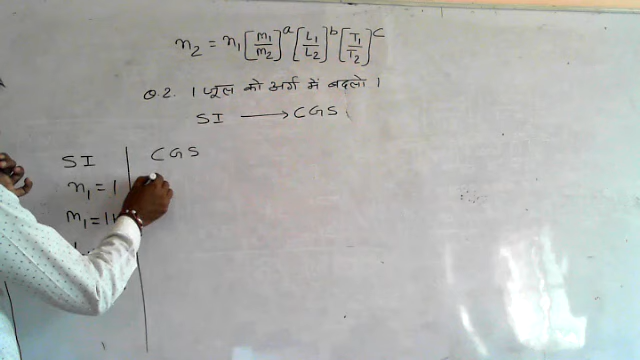 n₂ = n₁ [M₁/M₂]ᵃ [L₁/L₂]ᵇ [T₁/T₂]ᶜ
Q.2. 1 जूल को अर्ग में बदलो ।
SI ⟶ CGS
SI CGS
n₁ = 1
M₁ = 1